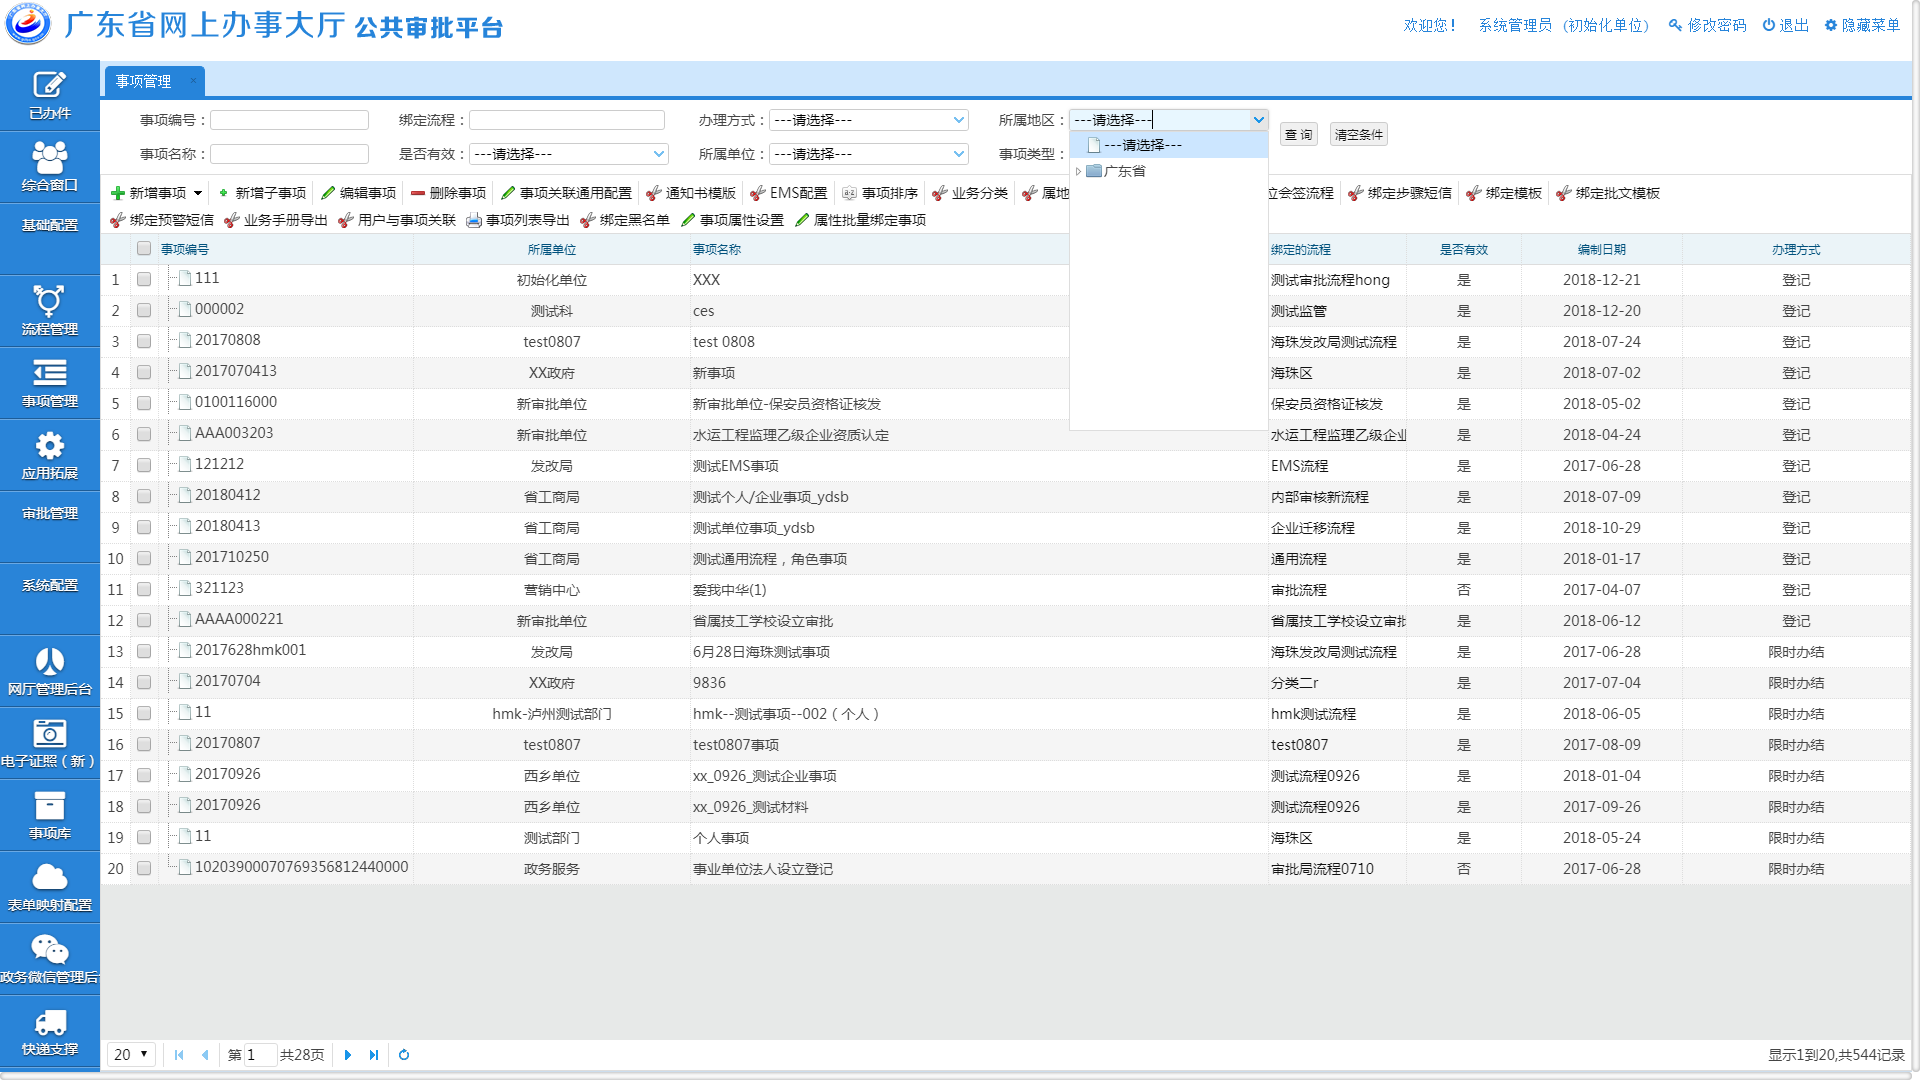 广东省网上办事大厅 公共审批平台
欢迎您! 系统管理员 (初始化单位) 修改密码 退出 隐藏菜单
已办件
综合窗口
基础配置
流程管理
事项管理
应用拓展
审批管理
系统配置
网厅管理后台
电子证照（新）
事项库
表单映射配置
政务微信管理后
快递支撑
事项管理
事项编号： 绑定流程： 办理方式： ---请选择--- 所属地区： ---请选择--- 查 询 清空条件
事项名称： 是否有效： ---请选择--- 所属单位： ---请选择--- 事项类型：
---请选择---
广东省
新增事项 新增子事项 编辑事项 删除事项 事项关联通用配置 通知书模版 EMS配置 事项排序 业务分类 属地 位会签流程 绑定步骤短信 绑定模板 绑定批文模板
绑定预警短信 业务手册导出 用户与事项关联 事项列表导出 绑定黑名单 事项属性设置 属性批量绑定事项
事项编号 所属单位 事项名称 绑定的流程 是否有效 编制日期 办理方式
1 111 初始化单位 XXX 测试审批流程hong 是 2018-12-21 登记
2 000002 测试科 ces 测试监管 是 2018-12-20 登记
3 20170808 test0807 test 0808 海珠发改局测试流程 是 2018-07-24 登记
4 2017070413 XX政府 新事项 海珠区 是 2018-07-02 登记
5 0100116000 新审批单位 新审批单位-保安员资格证核发 保安员资格证核发 是 2018-05-02 登记
6 AAA003203 新审批单位 水运工程监理乙级企业资质认定 水运工程监理乙级企业 是 2018-04-24 登记
7 121212 发改局 测试EMS事项 EMS流程 是 2017-06-28 登记
8 20180412 省工商局 测试个人/企业事项_ydsb 内部审核新流程 是 2018-07-09 登记
9 20180413 省工商局 测试单位事项_ydsb 企业迁移流程 是 2018-10-29 登记
10 201710250 省工商局 测试通用流程，角色事项 通用流程 是 2018-01-17 登记
11 321123 营销中心 爱我中华(1) 审批流程 否 2017-04-07 登记
12 AAAA000221 新审批单位 省属技工学校设立审批 省属技工学校设立审批 是 2018-06-12 登记
13 2017628hmk001 发改局 6月28日海珠测试事项 海珠发改局测试流程 是 2017-06-28 限时办结
14 20170704 XX政府 9836 分类二r 是 2017-07-04 限时办结
15 11 hmk-泸州测试部门 hmk--测试事项--002（个人） hmk测试流程 是 2018-06-05 限时办结
16 20170807 test0807 test0807事项 test0807 是 2017-08-09 限时办结
17 20170926 西乡单位 xx_0926_测试企业事项 测试流程0926 是 2018-01-04 限时办结
18 20170926 西乡单位 xx_0926_测试材料 测试流程0926 是 2017-09-26 限时办结
19 11 测试部门 个人事项 海珠区 是 2018-05-24 限时办结
20 10203900070769356812440000 政务服务 事业单位法人设立登记 审批局流程0710 否 2017-06-28 限时办结
20 第 1 共28页 显示1到20,共544记录